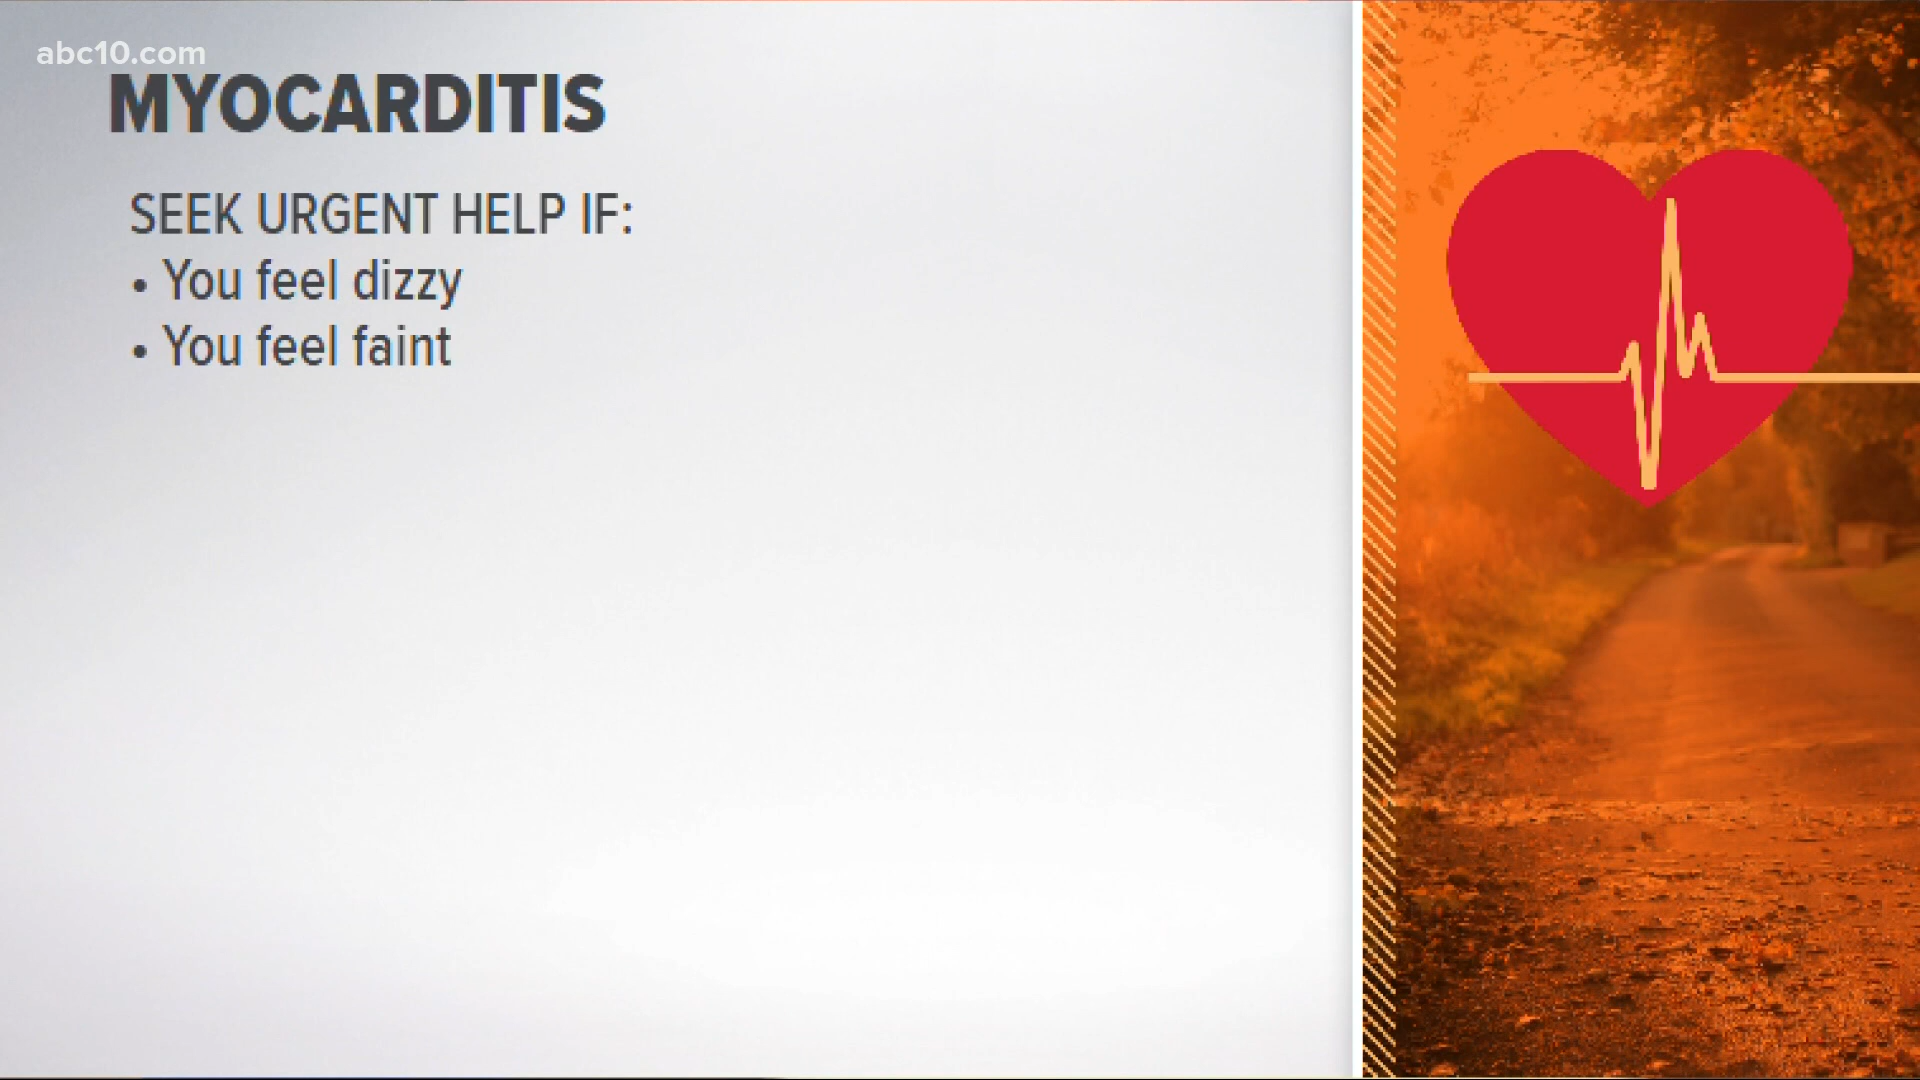 abc10.com
MYOCARDITIS
SEEK URGENT HELP IF:
• You feel dizzy
• You feel faint